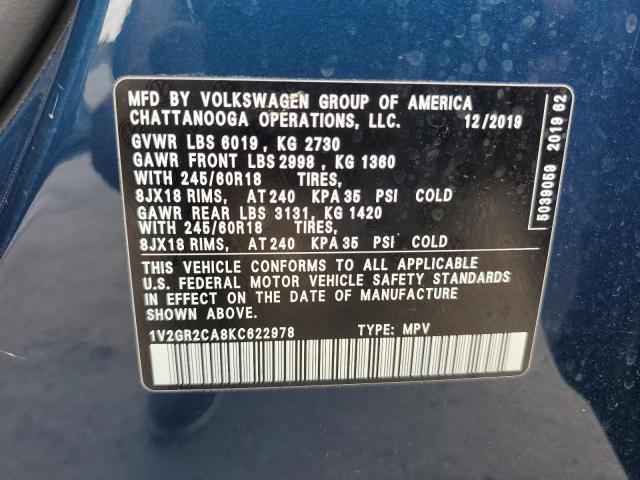 MFD BY VOLKSWAGEN GROUP OF AMERICA
CHATTANOOGA OPERATIONS, LLC. 12/2019
GVWR LBS 6019, KG 2730
GAWR FRONT LBS 2998, KG 1360
WITH 245/60R18 TIRES,
8JX18 RIMS, AT 240 KPA 35 PSI COLD
GAWR REAR LBS 3131, KG 1420
WITH 245/60R18 TIRES,
8JX18 RIMS, AT 240 KPA 35 PSI COLD
THIS VEHICLE CONFORMS TO ALL APPLICABLE
U.S. FEDERAL MOTOR VEHICLE SAFETY STANDARDS
IN EFFECT ON THE DATE OF MANUFACTURE
SHOWN ABOVE.
1V2GR2CA8KC622978 TYPE: MPV
5039059 2019 62